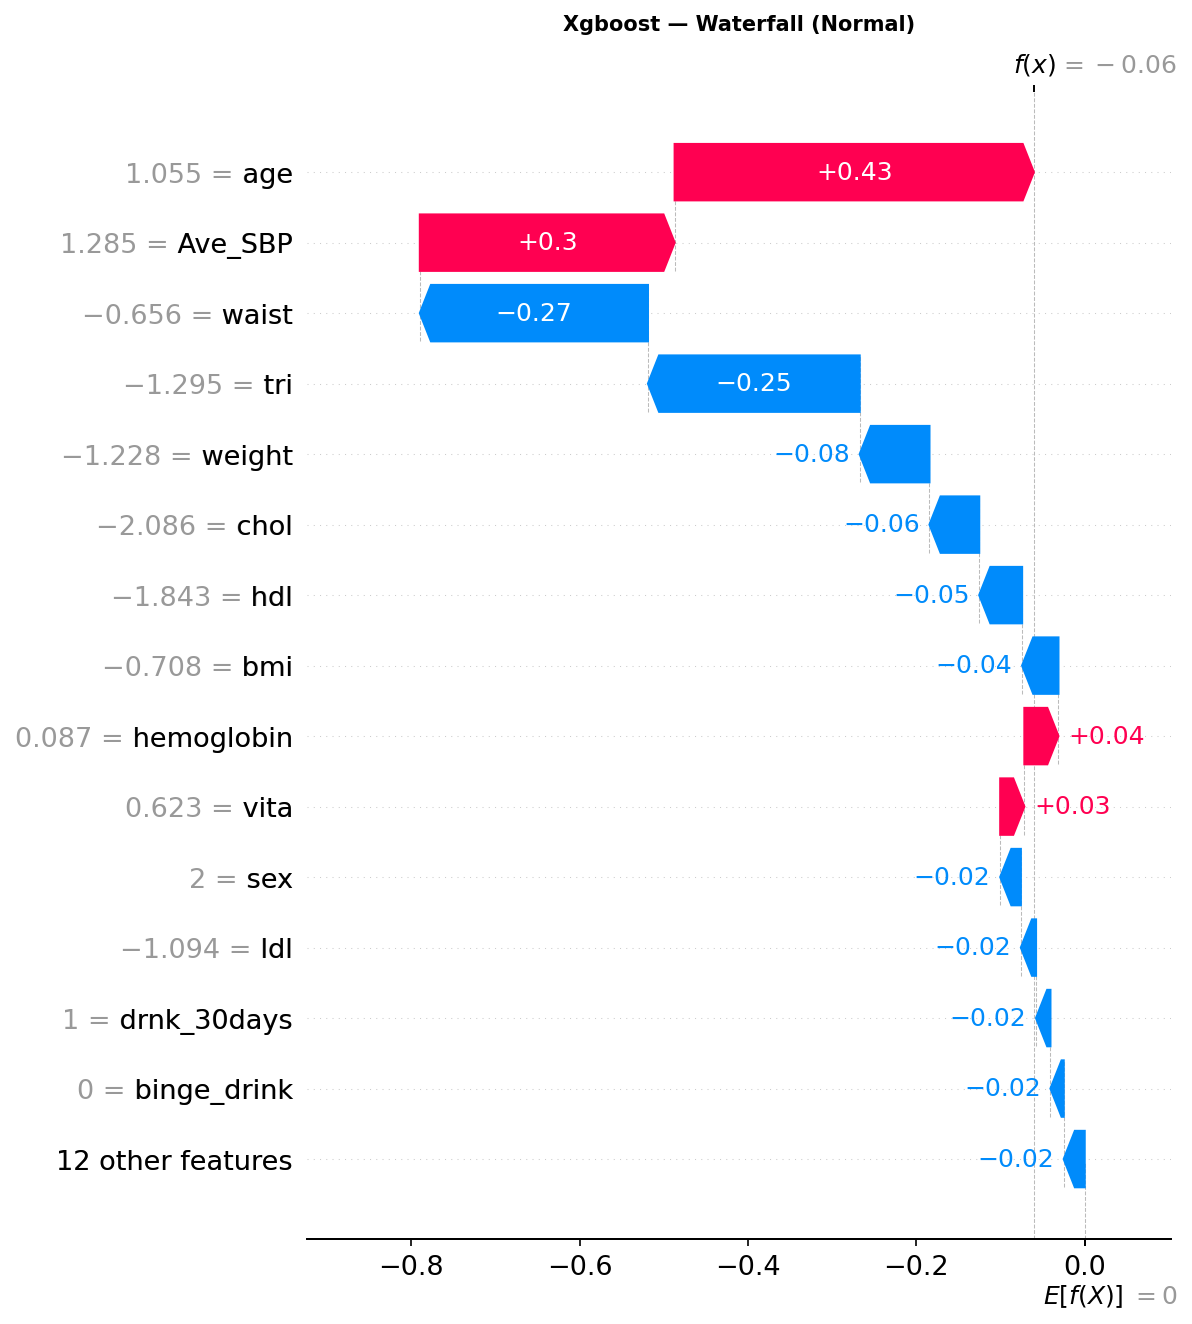 Xgboost — Waterfall (Normal)
f(x) = −0.06
1.055 = age
+0.43
1.285 = Ave_SBP
+0.3
−0.656 = waist
−0.27
−1.295 = tri
−0.25
−1.228 = weight
−0.08
−2.086 = chol
−0.06
−1.843 = hdl
−0.05
−0.708 = bmi
−0.04
0.087 = hemoglobin
+0.04
0.623 = vita
+0.03
2 = sex
−0.02
−1.094 = ldl
−0.02
1 = drnk_30days
−0.02
0 = binge_drink
−0.02
12 other features
−0.02
−0.8 −0.6 −0.4 −0.2 0.0
E[f(X)] = 0